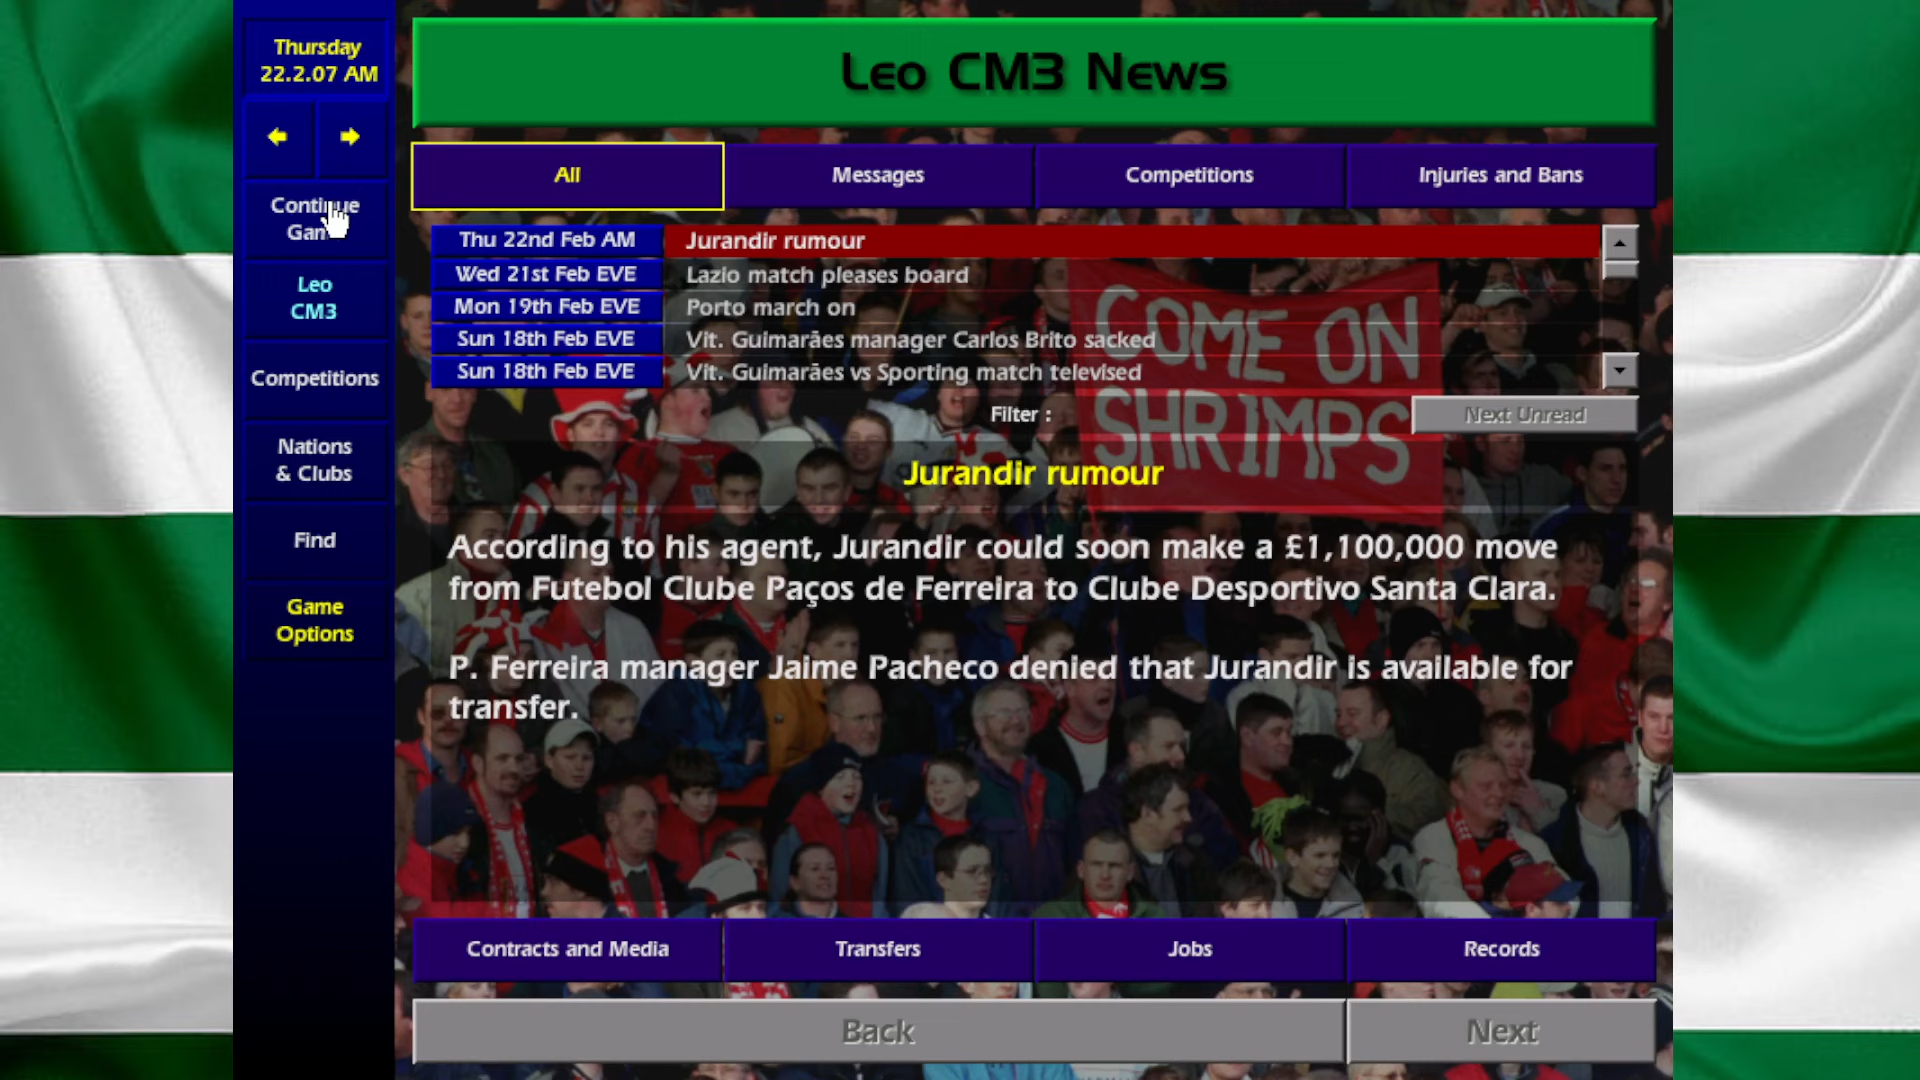 Thursday
22.2.07 AM
Continue
Game
Leo
CM3
Competitions
Nations
& Clubs
Find
Game
Options
Leo CM3 News
All
Messages
Competitions
Injuries and Bans
Thu 22nd Feb AM Jurandir rumour
Wed 21st Feb EVE Lazio match pleases board
Mon 19th Feb EVE Porto march on
Sun 18th Feb EVE Vit. Guimarães manager Carlos Brito sacked
Sun 18th Feb EVE Vit. Guimarães vs Sporting match televised
COME ON
SHRIMPS
Filter :
Next Unread
Jurandir rumour
According to his agent, Jurandir could soon make a £1,100,000 move
from Futebol Clube Paços de Ferreira to Clube Desportivo Santa Clara.
P. Ferreira manager Jaime Pacheco denied that Jurandir is available for
transfer.
Contracts and Media
Transfers
Jobs
Records
Back
Next